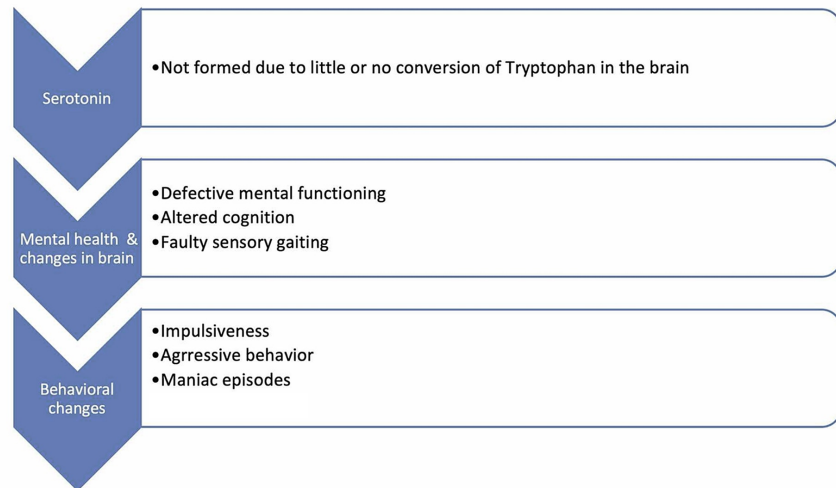 Serotonin
•Not formed due to little or no conversion of Tryptophan in the brain
Mental health &
changes in brain
•Defective mental functioning
•Altered cognition
•Faulty sensory gaiting
Behavioral
changes
•Impulsiveness
•Agrressive behavior
•Maniac episodes